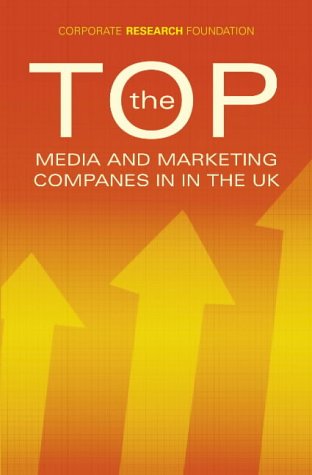 CORPORATE RESEARCH FOUNDATION
the
TOP
MEDIA AND MARKETING
COMPANES IN IN THE UK